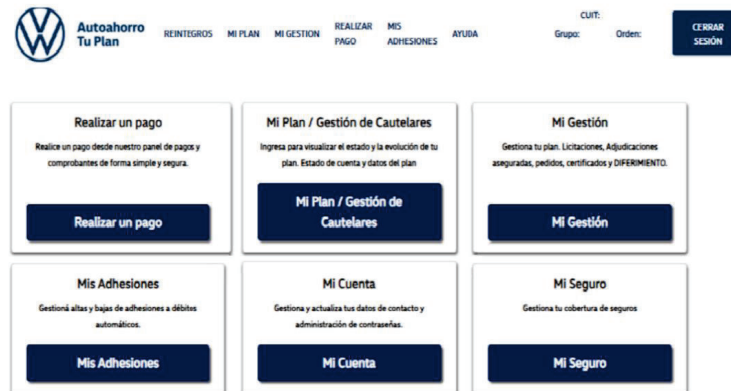 Autoahorro
Tu Plan
REINTEGROS
MI PLAN
MI GESTION
REALIZAR
PAGO
MIS
ADHESIONES
AYUDA
CUIT:
Grupo:
Orden:
CERRAR
SESIÓN
Realizar un pago
Realice un pago desde nuestro panel de pagos y
comprobantes de forma simple y segura.
Realizar un pago
Mi Plan / Gestión de Cautelares
Ingresa para visualizar el estado y la evolución de tu
plan. Estado de cuenta y datos del plan
Mi Plan / Gestión de
Cautelares
Mi Gestión
Gestiona tu plan. Licitaciones, Adjudicaciones
aseguradas, pedidos, certificados y DIFERIMIENTO.
Mi Gestión
Mis Adhesiones
Gestioná altas y bajas de adhesiones a débitos
automáticos.
Mis Adhesiones
Mi Cuenta
Gestiona y actualiza tus datos de contacto y
administración de contraseñas.
Mi Cuenta
Mi Seguro
Gestiona tu cobertura de seguros
Mi Seguro